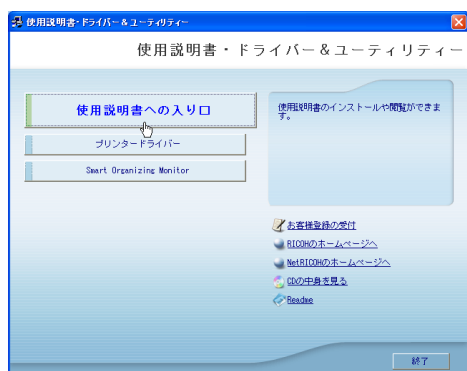 使用説明書・ドライバー＆ユーティリティー
使用説明書・ドライバー＆ユーティリティー
使用説明書への入り口
使用説明書のインストールや閲覧ができま
す。
プリンタードライバー
Smart Organizing Monitor
お客様登録の受付
RICOHのホームページへ
NetRICOHのホームページへ
CDの中身を見る
Readme
終了